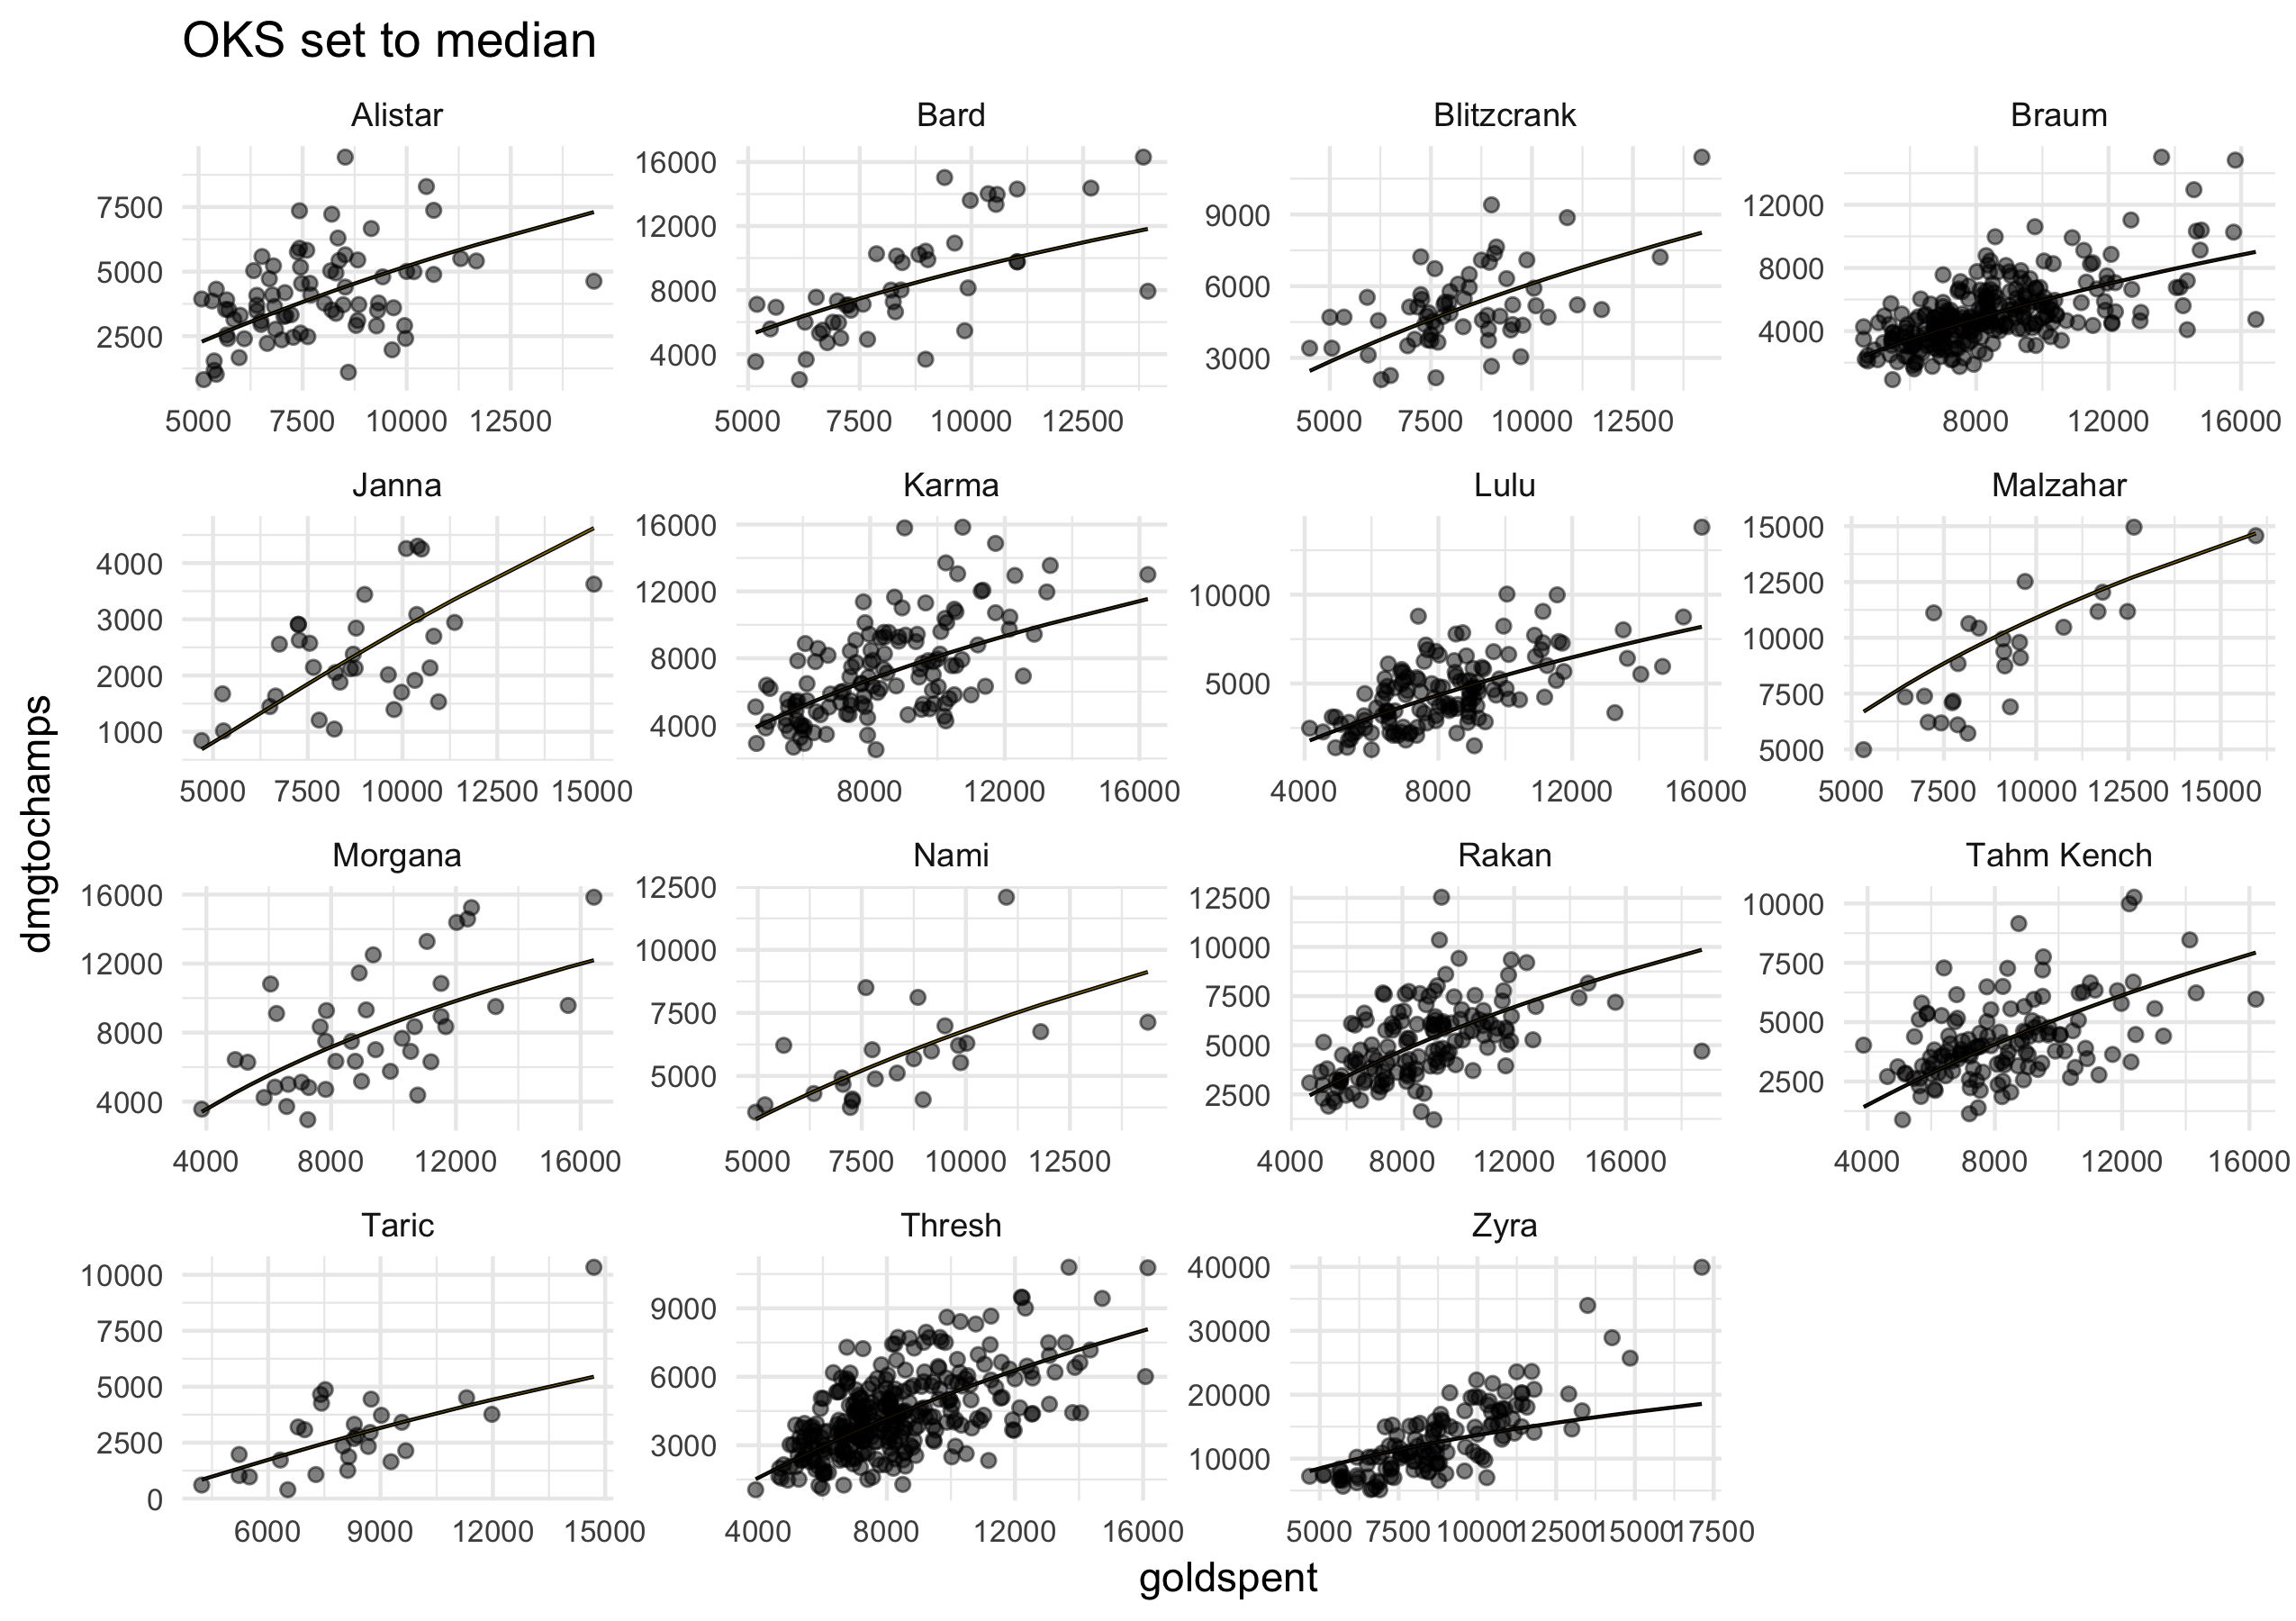 OKS set to median
Alistar Bard Blitzcrank Braum
7500
5000
2500
5000 7500 10000 12500
16000
12000
8000
4000
5000 7500 10000 12500
9000
6000
3000
5000 7500 10000 12500
12000
8000
4000
8000 12000 16000
Janna Karma Lulu Malzahar
4000
3000
2000
1000
5000 7500 10000 12500 15000
16000
12000
8000
4000
8000 12000 16000
10000
5000
4000 8000 12000 16000
15000
12500
10000
7500
5000
5000 7500 10000 12500 15000
Morgana Nami Rakan Tahm Kench
16000
12000
8000
4000
4000 8000 12000 16000
12500
10000
7500
5000
5000 7500 10000 12500
12500
10000
7500
5000
2500
4000 8000 12000 16000
10000
7500
5000
2500
4000 8000 12000 16000
Taric Thresh Zyra
10000
7500
5000
2500
0
6000 9000 12000 15000
9000
6000
3000
4000 8000 12000 16000
40000
30000
20000
10000
5000 7500 10000 12500 15000 17500
dmgtochamps
goldspent